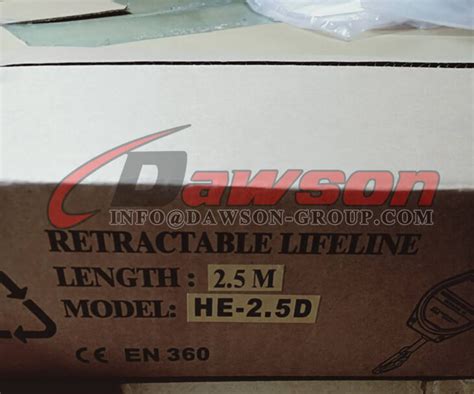 Dawson
INFO@DAWSON-GROUP.COM
RETRACTABLE LIFELINE
LENGTH : 2.5 M
MODEL: HE-2.5D
CE EN 360